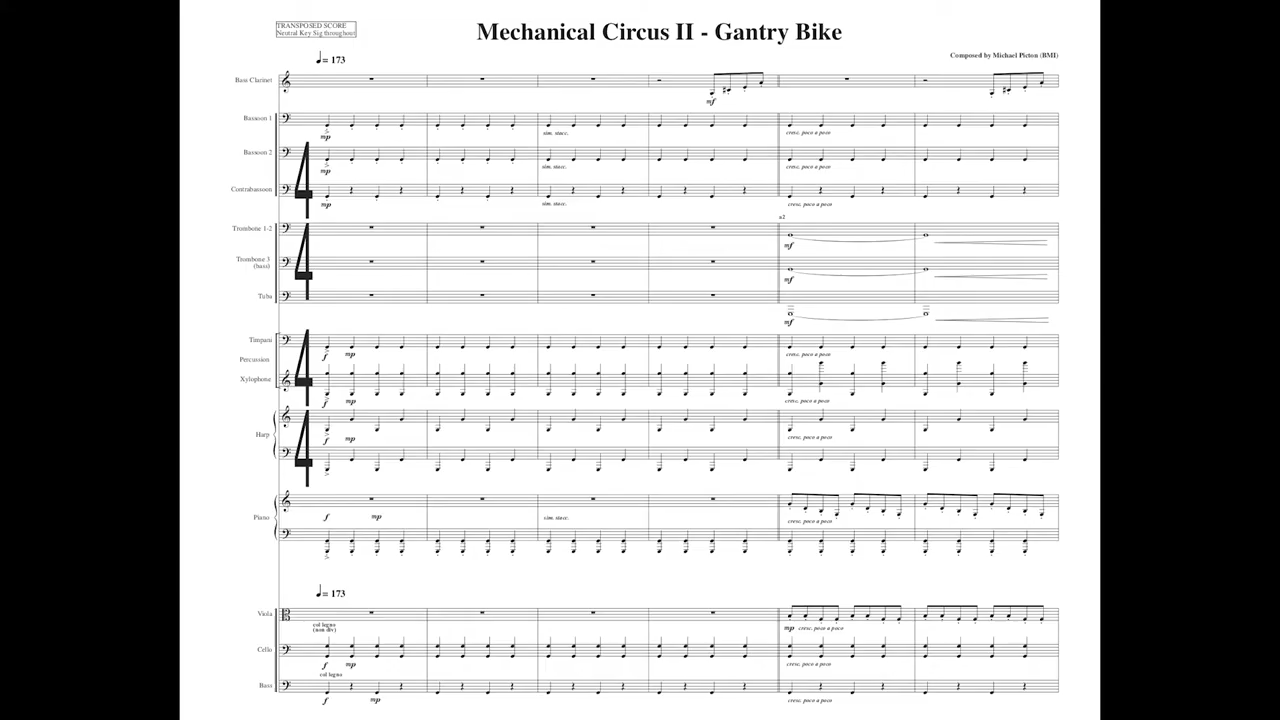 TRANSPOSED SCORE
Neutral Key Sig throughout
Mechanical Circus II - Gantry Bike
Composed by Michael Picton (BMI)
♩ = 173
Bass Clarinet
mf
Bassoon 1
mp
sim. stacc.
cresc. poco a poco
Bassoon 2
mp
sim. stacc.
cresc. poco a poco
Contrabassoon
mp
sim. stacc.
cresc. poco a poco
4
a2
Trombone 1-2
mf
Trombone 3
(bass)
mf
4
Tuba
mf
Timpani
f mp
cresc. poco a poco
Percussion
4
Xylophone
f mp
cresc. poco a poco
Harp
f mp
cresc. poco a poco
4
Piano
f mp
sim. stacc.
cresc. poco a poco
♩ = 173
Viola
mp cresc. poco a poco
col legno
(non div)
Cello
f mp
cresc. poco a poco
col legno
Bass
f mp
cresc. poco a poco